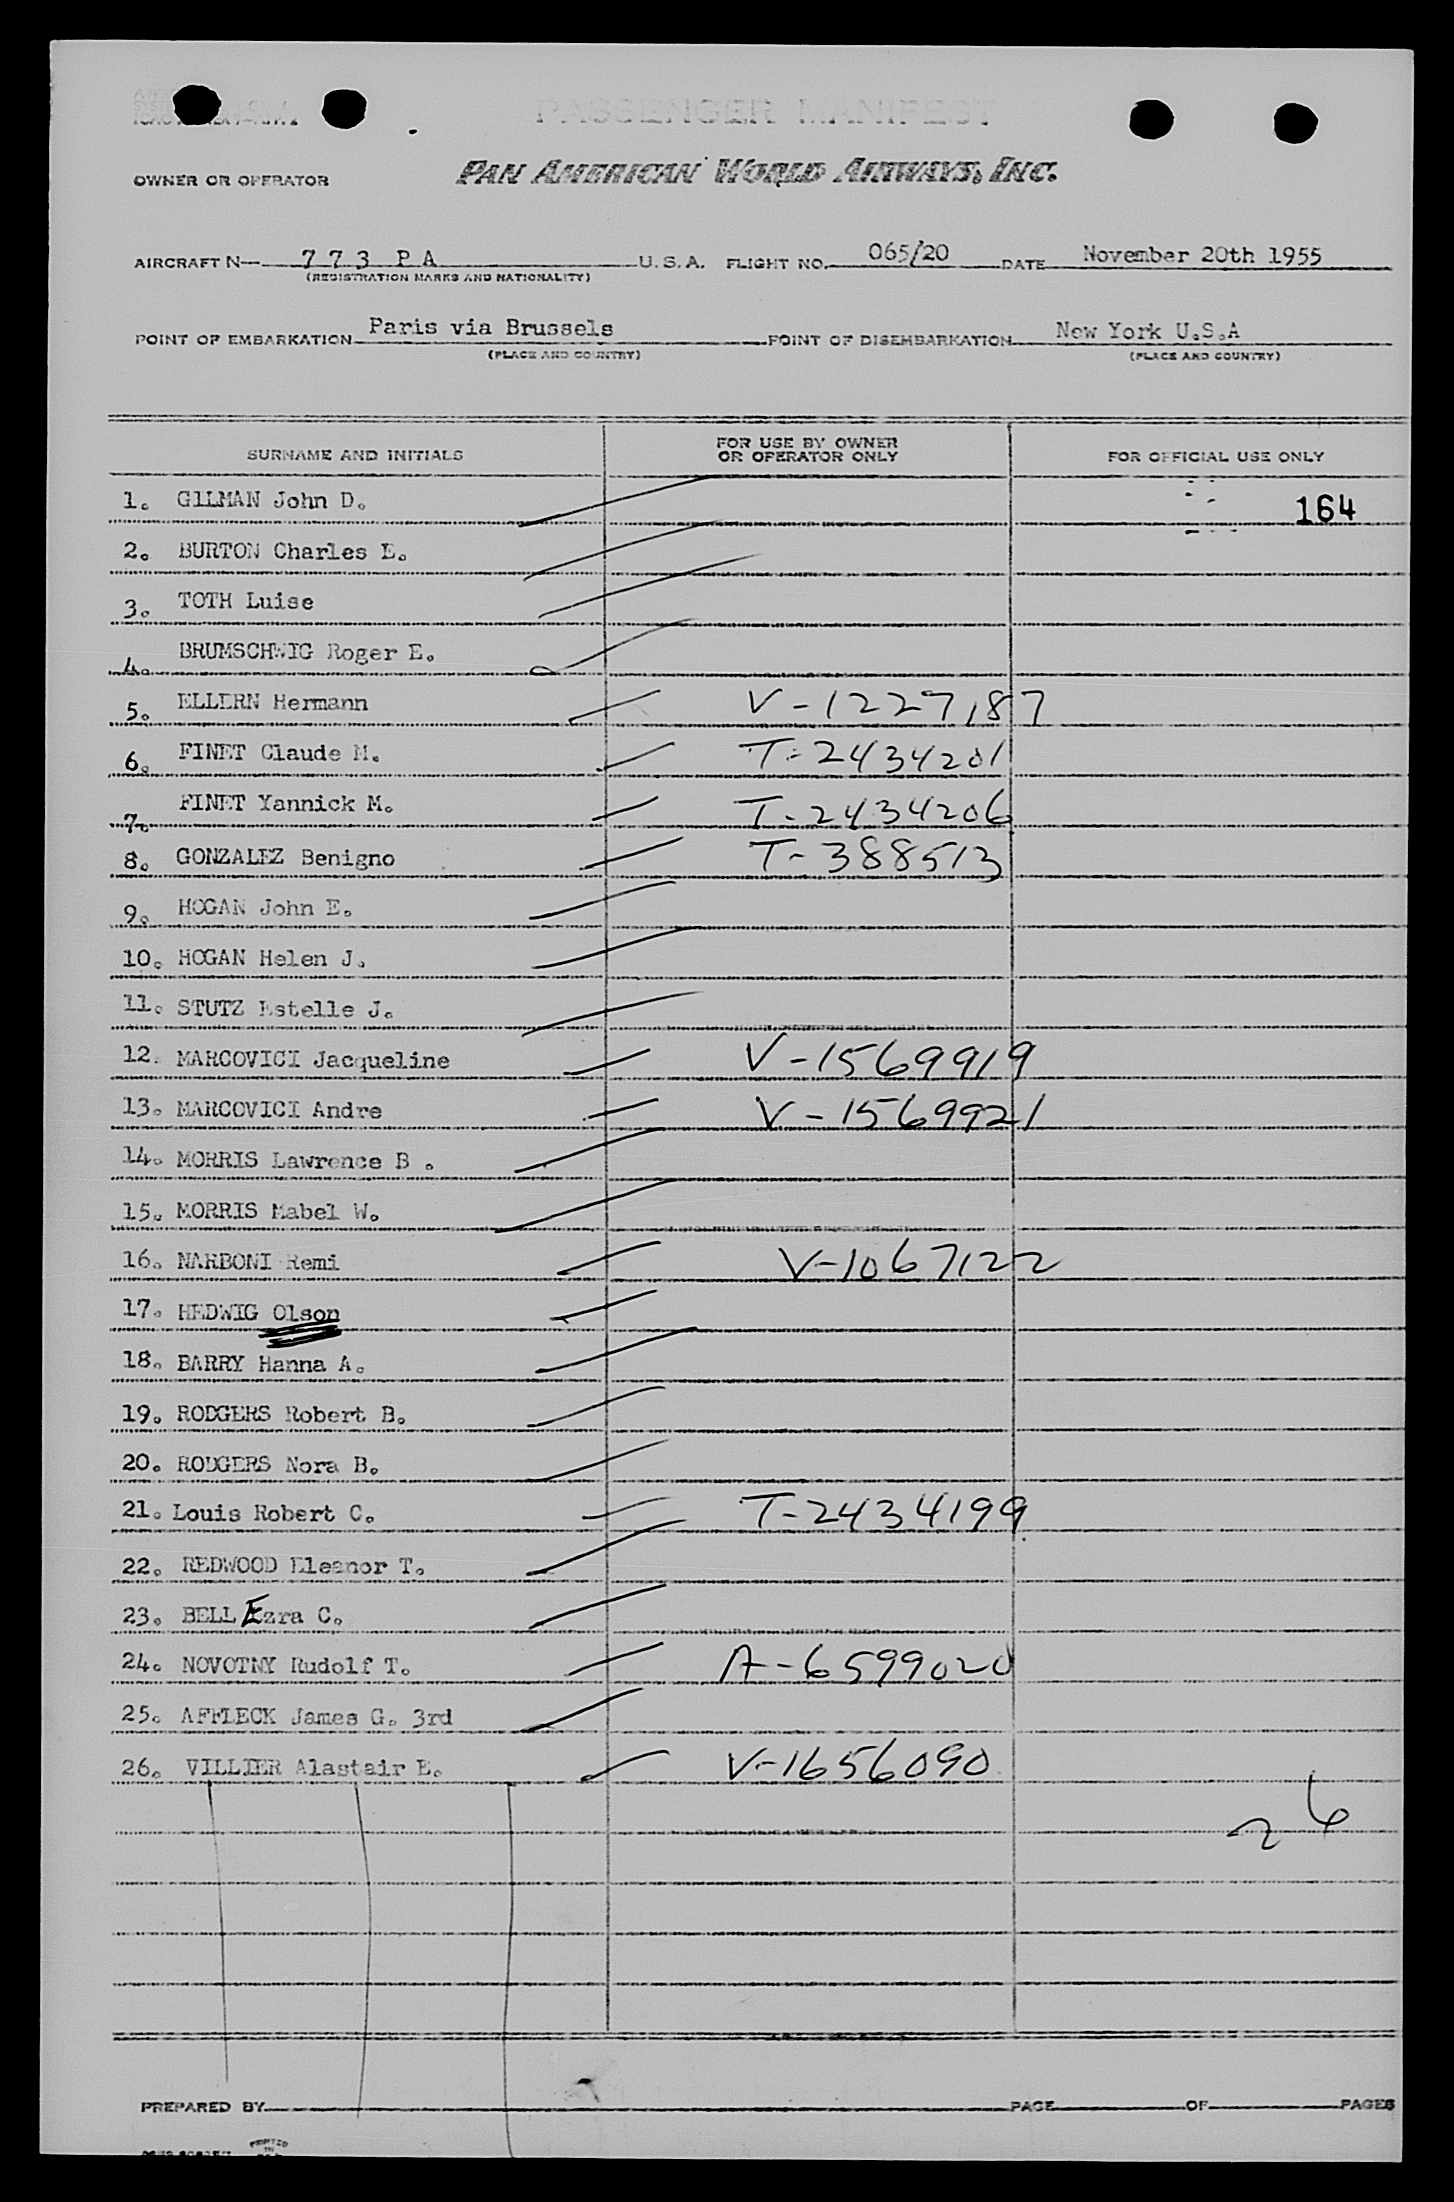 PASSENGER MANIFEST
OWNER OR OPERATOR PAN AMERICAN WORLD AIRWAYS, INC.
AIRCRAFT N— 7 7 3 P A U.S.A. FLIGHT NO. 065/20 DATE November 20th 1955
(REGISTRATION MARKS AND NATIONALITY)
POINT OF EMBARKATION Paris via Brussels POINT OF DISEMBARKATION New York U.S.A
(PLACE AND COUNTRY) (PLACE AND COUNTRY)
SURNAME AND INITIALS FOR USE BY OWNER OR OPERATOR ONLY FOR OFFICIAL USE ONLY
1. GILMAN John D. 164
2. BURTON Charles E.
3. TOTH Luise
4. BRUMSCHWIG Roger E.
5. ELLERN Hermann V-1227187
6. FINET Claude M. T-2434201
7. FINET Yannick M. T-2434206
8. GONZALEZ Benigno T-388513
9. HOGAN John E.
10. HOGAN Helen J.
11. STUTZ Estelle J.
12. MARCOVICI Jacqueline V-1569919
13. MARCOVICI Andre V-1569921
14. MORRIS Lawrence B .
15. MORRIS Mabel W.
16. NARBONI Remi V-1067122
17. HEDWIG Olson
18. BARRY Hanna A.
19. RODGERS Robert B.
20. RODGERS Nora B.
21. Louis Robert C. T-2434199
22. REDWOOD Eleanor T.
23. BELL Ezra C.
24. NOVOTNY Rudolf T. A-6599020
25. AFFLECK James G. 3rd
26. VILLIER Alastair E. V-1656090
26
PREPARED BY PAGE OF PAGES
PRINTED
IN